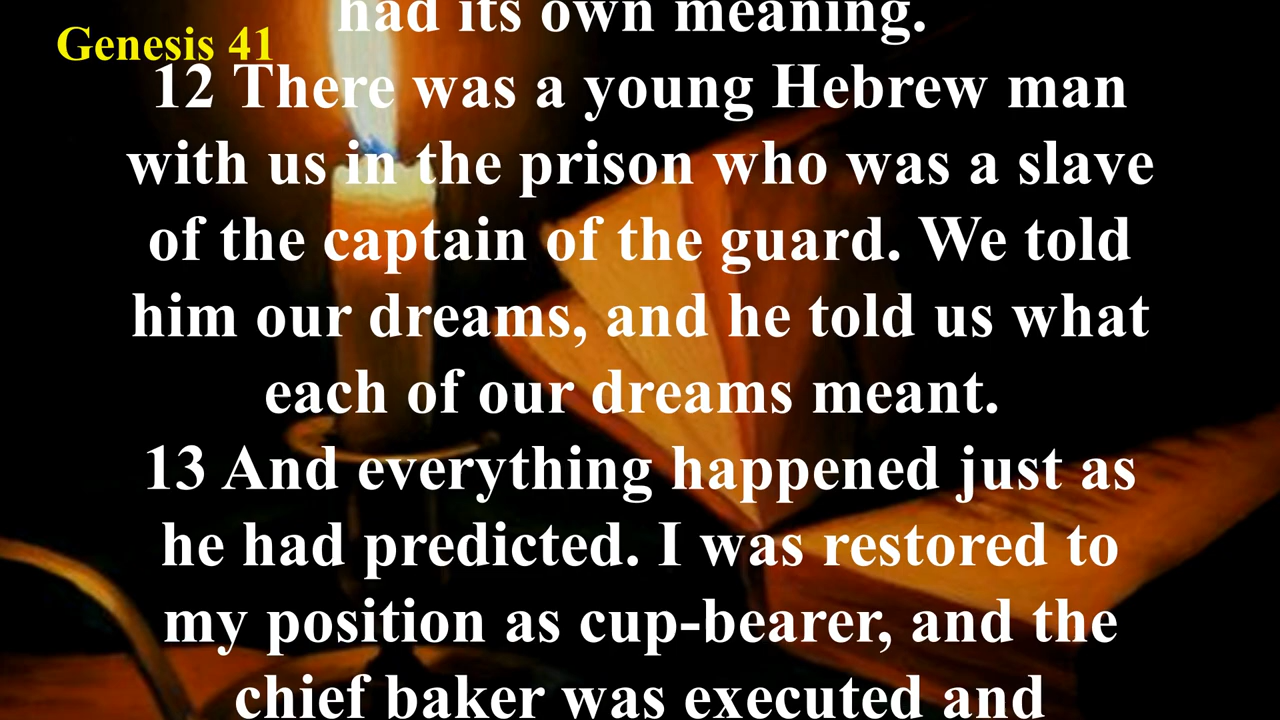 had its own meaning.
Genesis 41
12 There was a young Hebrew man
with us in the prison who was a slave
of the captain of the guard. We told
him our dreams, and he told us what
each of our dreams meant.
13 And everything happened just as
he had predicted. I was restored to
my position as cup-bearer, and the
chief baker was executed and